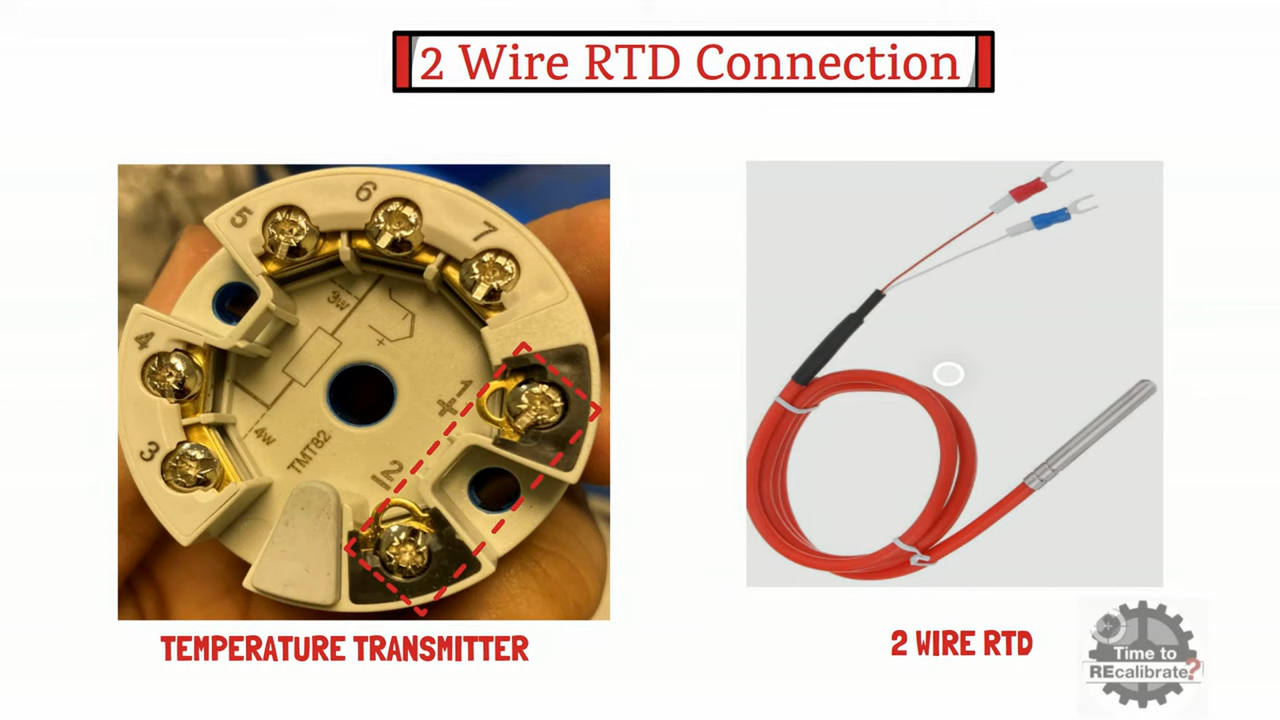 2 Wire RTD Connection
5
6
7
4
3W
3
4W
TMT82
1+
2-
TEMPERATURE TRANSMITTER
2 WIRE RTD
Time to
REcalibrate?